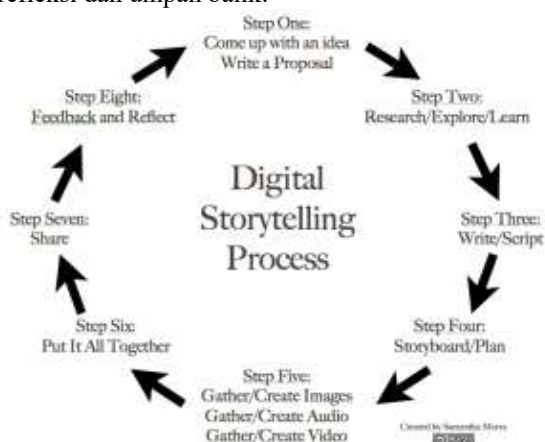 refleksi dan umpan balik.
Step One:
Come up with an idea
Write a Proposal
Step Two:
Research/Explore/Learn
Step Three:
Write/Script
Step Four:
Storyboard/Plan
Step Five:
Gather/Create Images
Gather/Create Audio
Gather/Create Video
Step Six:
Put It All Together
Step Seven:
Share
Step Eight:
Feedback and Reflect
Digital
Storytelling
Process
Created by Samantha Morra